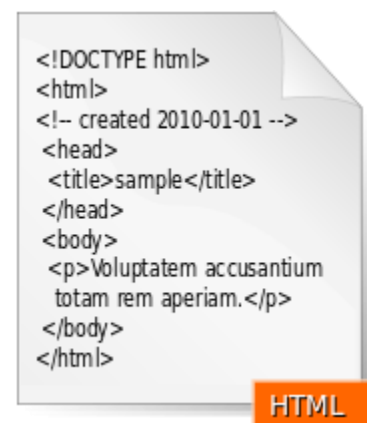 <!DOCTYPE html>
<html>
<!-- created 2010-01-01 -->
<head>
<title>sample</title>
</head>
<body>
<p>Voluptatem accusantium
totam rem aperiam.</p>
</body>
</html>
HTML